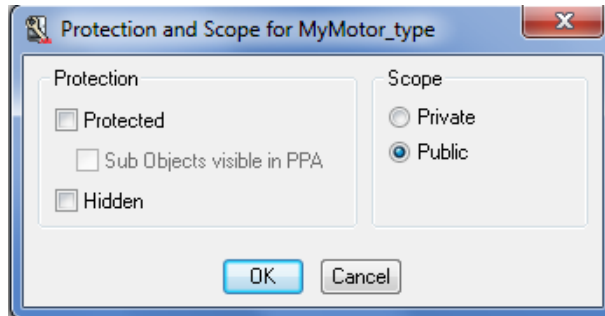 Protection and Scope for MyMotor_type
Protection
Protected
Sub Objects visible in PPA
Hidden
Scope
Private
Public
OK
Cancel